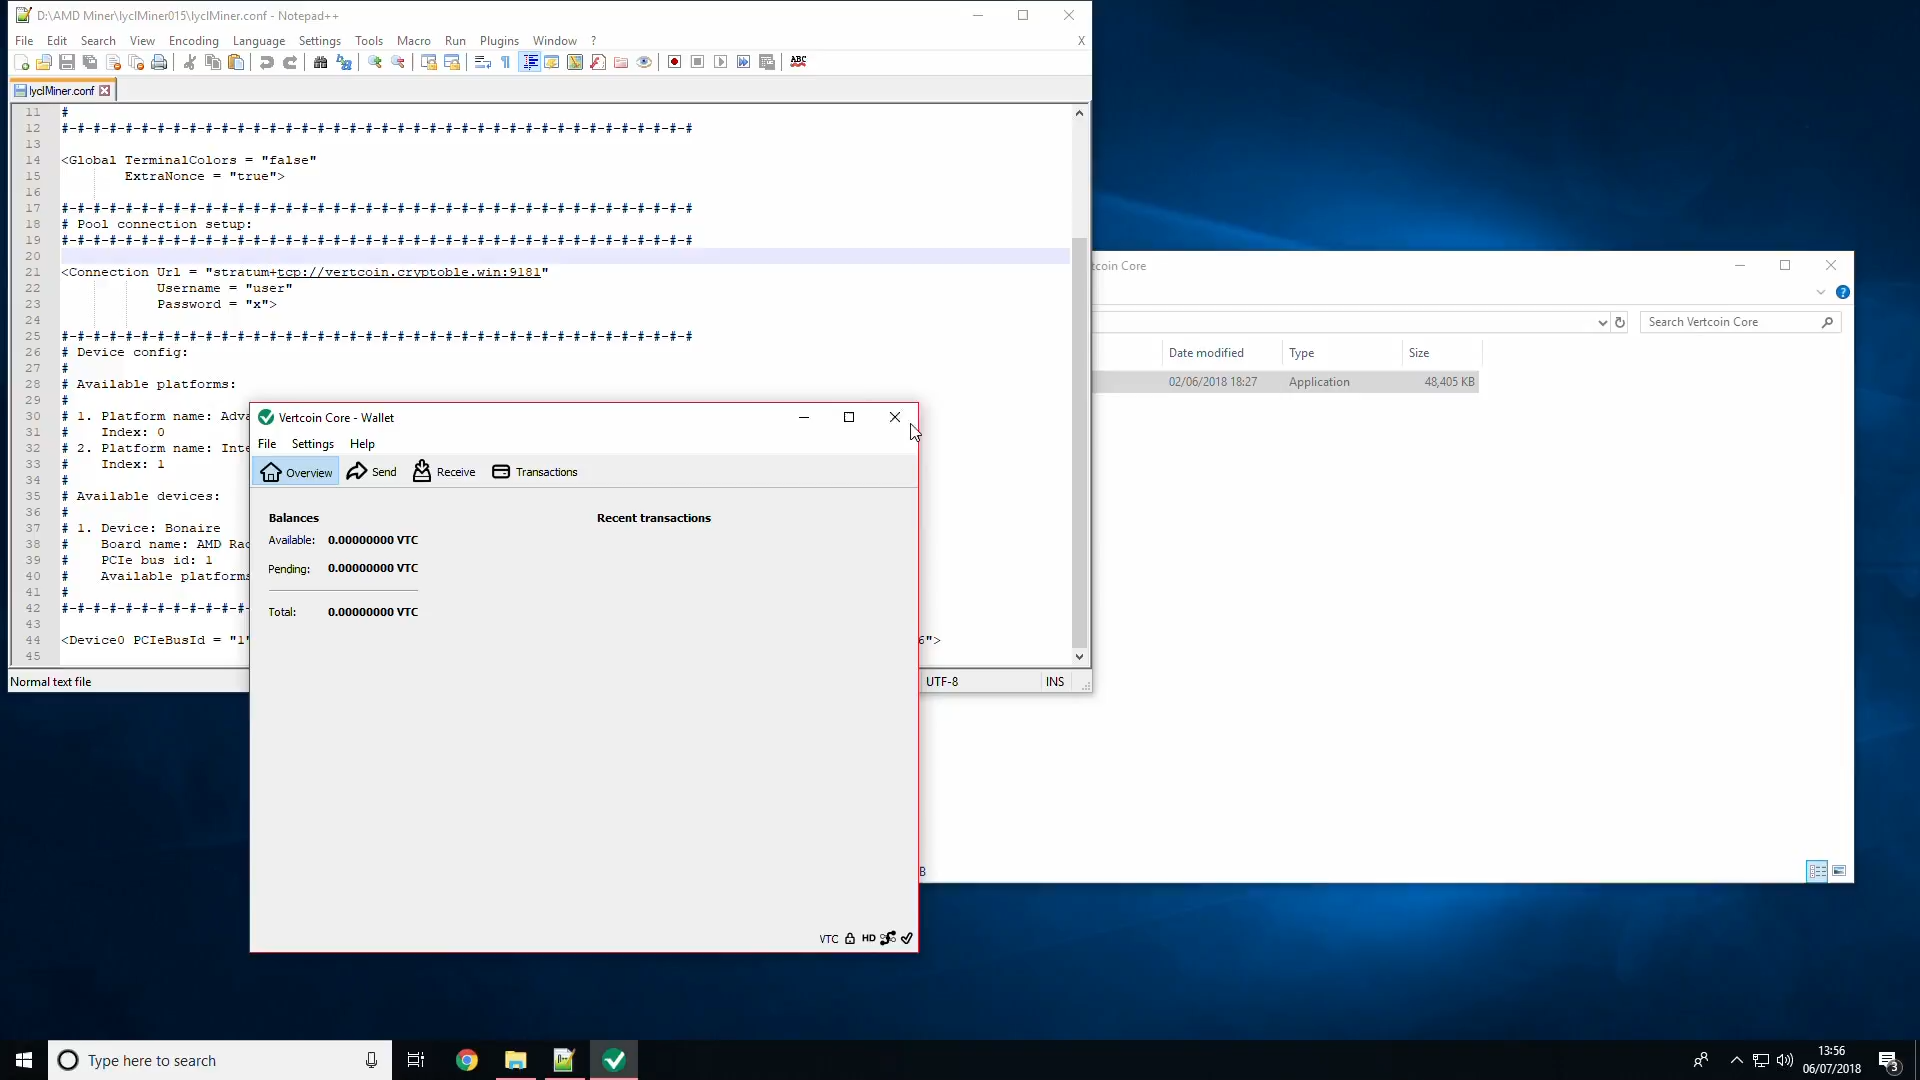 D:\AMD Miner\lyclMiner015\lyclMiner.conf - Notepad++
File Edit Search View Encoding Language Settings Tools Macro Run Plugins Window ? X
ABC
lyclMiner.conf
11 #
12 #-#-#-#-#-#-#-#-#-#-#-#-#-#-#-#-#-#-#-#-#-#-#-#-#-#-#-#-#-#-#-#-#-#-#-#-#-#-#-#
13
14 <Global TerminalColors = "false"
15 ExtraNonce = "true">
16
17 #-#-#-#-#-#-#-#-#-#-#-#-#-#-#-#-#-#-#-#-#-#-#-#-#-#-#-#-#-#-#-#-#-#-#-#-#-#-#-#
18 # Pool connection setup:
19 #-#-#-#-#-#-#-#-#-#-#-#-#-#-#-#-#-#-#-#-#-#-#-#-#-#-#-#-#-#-#-#-#-#-#-#-#-#-#-#
20
21 <Connection Url = "stratum+tcp://vertcoin.cryptoble.win:9181"
22 Username = "user"
23 Password = "x">
24
25 #-#-#-#-#-#-#-#-#-#-#-#-#-#-#-#-#-#-#-#-#-#-#-#-#-#-#-#-#-#-#-#-#-#-#-#-#-#-#-#
26 # Device config:
27 #
28 # Available platforms:
29 #
30 # 1. Platform name: Adva
31 # Index: 0
32 # 2. Platform name: Inte
33 # Index: 1
34 #
35 # Available devices:
36 #
37 # 1. Device: Bonaire
38 # Board name: AMD Rad
39 # PCIe bus id: 1
40 # Available platforms
41 #
42 #-#-#-#-#-#-#-#-#-#-#-#
43
44 <Device0 PCIeBusId = "1" 6">
45
Normal text file UTF-8 INS
Vertcoin Core - Wallet
File Settings Help
Overview Send Receive Transactions
Balances
Available: 0.00000000 VTC
Pending: 0.00000000 VTC
Total: 0.00000000 VTC
Recent transactions
VTC HD
tcoin Core
Search Vertcoin Core
Date modified Type Size
02/06/2018 18:27 Application 48,405 KB
B
Type here to search
13:56
06/07/2018
3